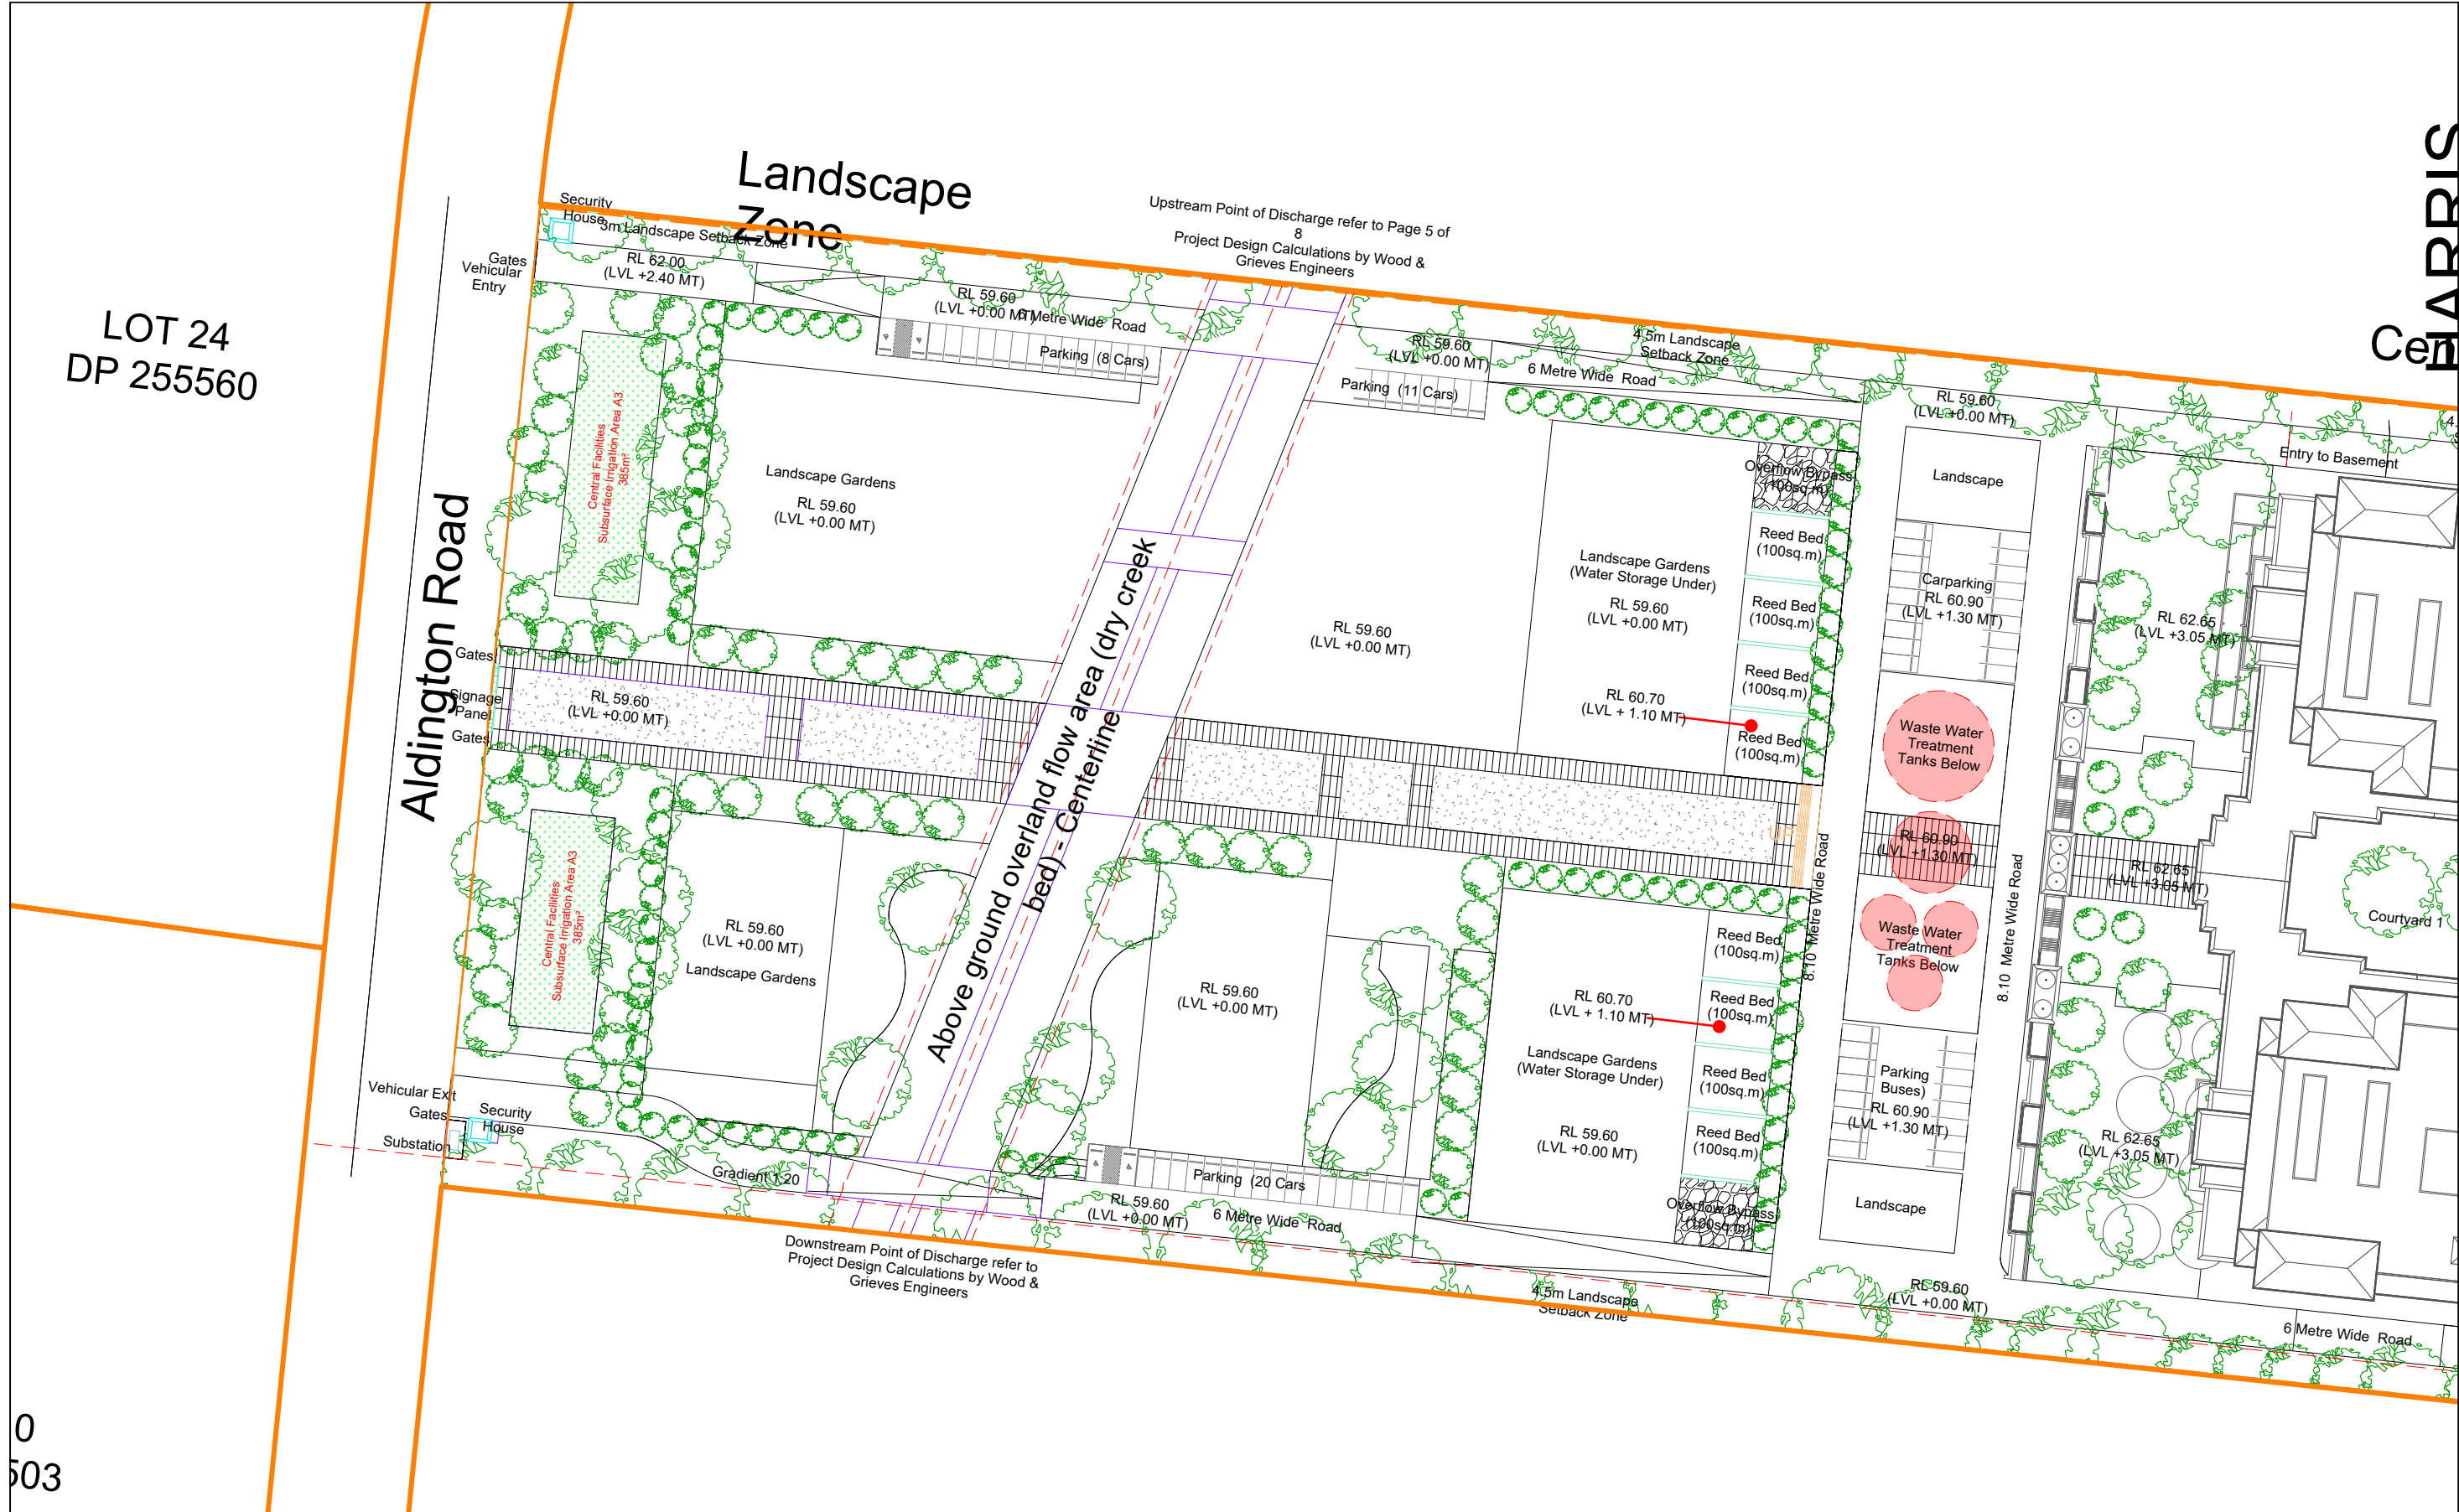 Landscape
Zone
HARRIS
Cen
LOT 24
DP 255560
Upstream Point of Discharge refer to Page 5 of
8
Project Design Calculations by Wood &
Grieves Engineers
Security
House
3m Landscape Setback Zone
Gates
Vehicular
Entry
RL 62.00
(LVL +2.40 MT)
RL 59.60
(LVL +0.00 MT)
6 Metre Wide Road
Parking (8 Cars)
RL 59.60
(LVL +0.00 MT)
Parking (11 Cars)
4.5m Landscape
Setback Zone
6 Metre Wide Road
RL 59.60
(LVL +0.00 MT)
Entry to Basement
Central Facilities
Subsurface Irrigation Area A3
385m²
Landscape Gardens
RL 59.60
(LVL +0.00 MT)
Overflow Bypass
(100sq.m)
Reed Bed
(100sq.m)
Reed Bed
(100sq.m)
Reed Bed
(100sq.m)
Reed Bed
(100sq.m)
Landscape
Carparking
RL 60.90
(LVL +1.30 MT)
Landscape Gardens
(Water Storage Under)
RL 59.60
(LVL +0.00 MT)
RL 60.70
(LVL + 1.10 MT)
RL 59.60
(LVL +0.00 MT)
RL 62.65
(LVL +3.05 MT)
Aldington Road
Gates
Signage
Panel
Gates
RL 59.60
(LVL +0.00 MT)
Above ground overland flow area (dry creek
bed) - Centerline
Waste Water
Treatment
Tanks Below
UP
RL 60.90
(LVL +1.30 MT)
8.10 Metre Wide Road
8.10 Metre Wide Road
RL 62.65
(LVL +3.05 MT)
Courtyard 1
Central Facilities
Subsurface Irrigation Area A3
385m²
RL 59.60
(LVL +0.00 MT)
Landscape Gardens
RL 59.60
(LVL +0.00 MT)
RL 60.70
(LVL + 1.10 MT)
Landscape Gardens
(Water Storage Under)
RL 59.60
(LVL +0.00 MT)
Reed Bed
(100sq.m)
Reed Bed
(100sq.m)
Reed Bed
(100sq.m)
Reed Bed
(100sq.m)
Overflow Bypass
(100sq.m)
Waste Water
Treatment
Tanks Below
Parking
Buses)
RL 60.90
(LVL +1.30 MT)
Landscape
RL 62.65
(LVL +3.05 MT)
Vehicular Exit
Gates
Security
House
Substation
Gradient 1:20
Parking (20 Cars
RL 59.60
(LVL +0.00 MT)
6 Metre Wide Road
Downstream Point of Discharge refer to
Project Design Calculations by Wood &
Grieves Engineers
4.5m Landscape
Setback Zone
RL 59.60
(LVL +0.00 MT)
6 Metre Wide Road
0
503